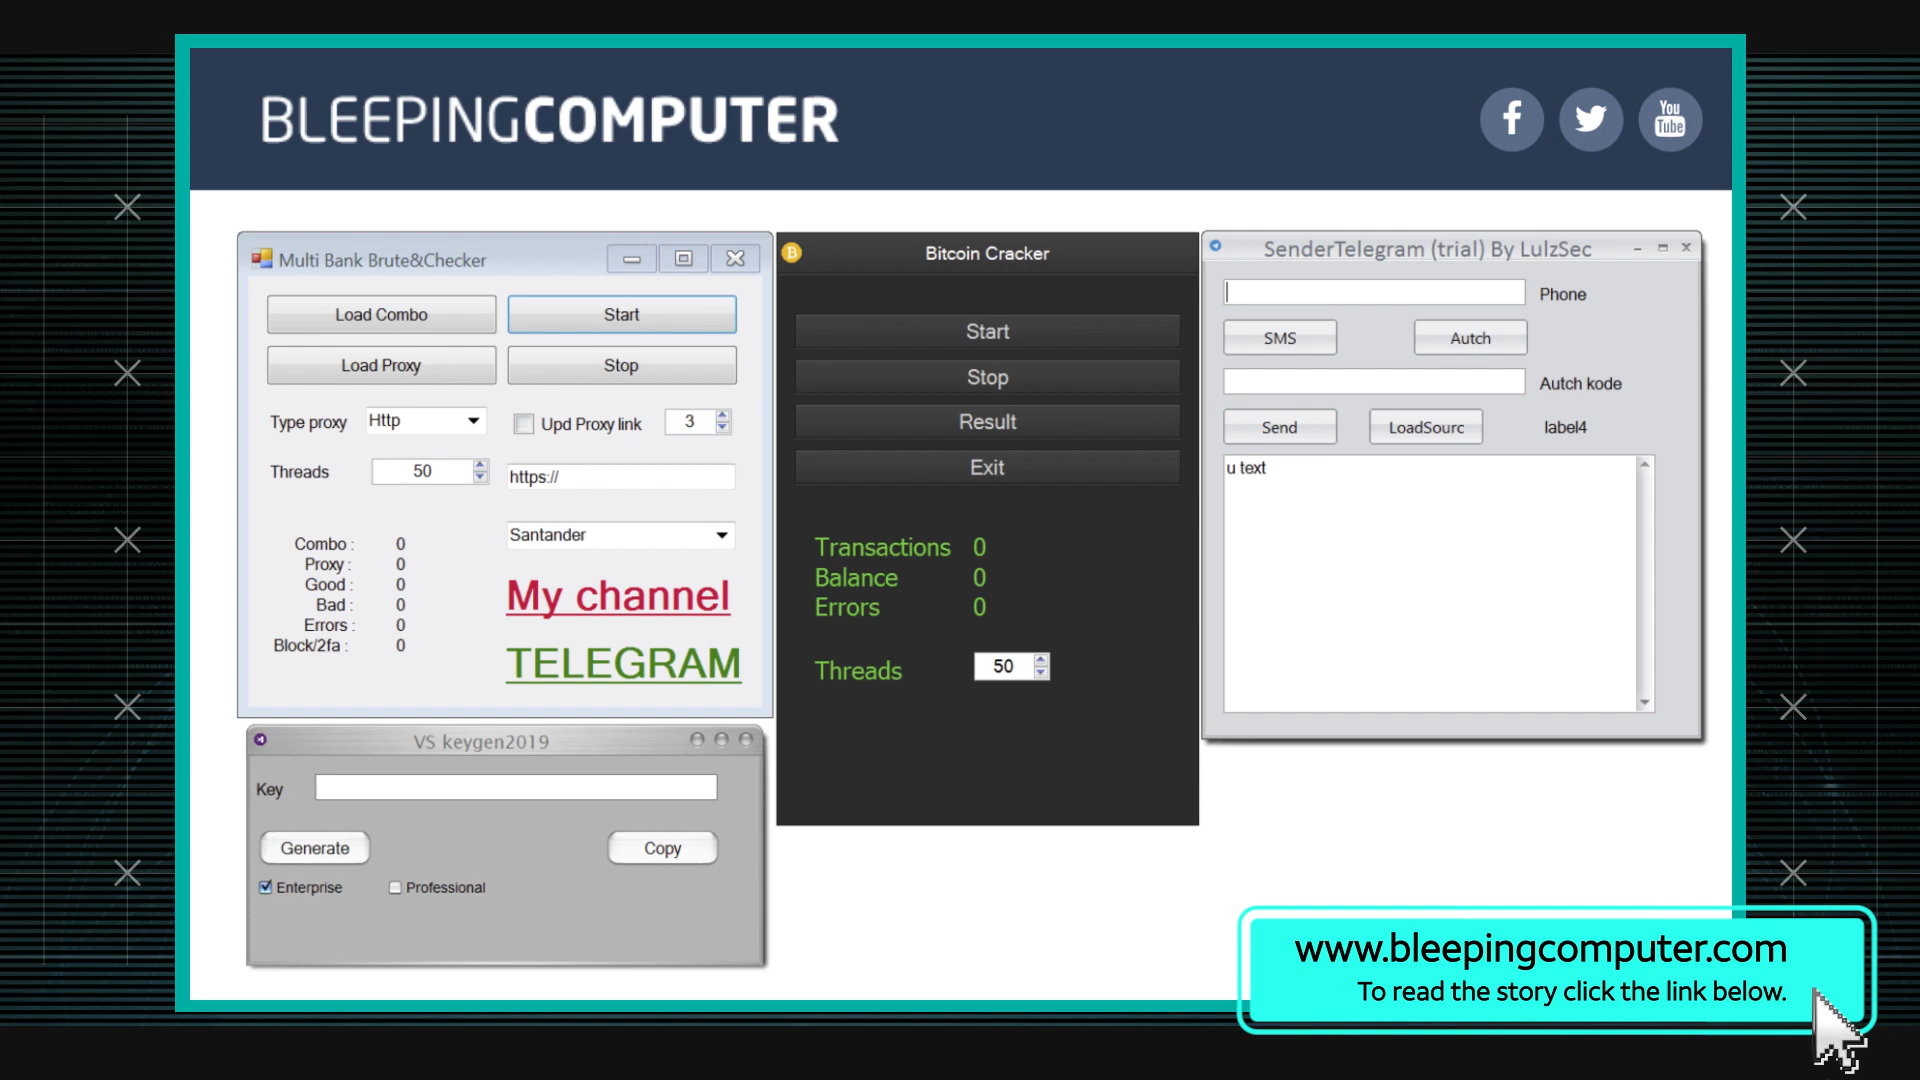 BLEEPINGCOMPUTER
f
You
Tube
Multi Bank Brute&Checker
Load Combo
Start
Load Proxy
Stop
Type proxy
Http
Upd Proxy link
3
Threads
50
https://
Santander
Combo : 0
Proxy : 0
Good : 0
Bad : 0
Errors : 0
Block/2fa : 0
My channel
TELEGRAM
Bitcoin Cracker
Start
Stop
Result
Exit
Transactions 0
Balance 0
Errors 0
Threads 50
SenderTelegram (trial) By LulzSec
Phone
SMS
Autch
Autch kode
Send
LoadSourc
label4
u text
VS keygen2019
Key
Generate
Copy
Enterprise
Professional
www.bleepingcomputer.com
To read the story click the link below.